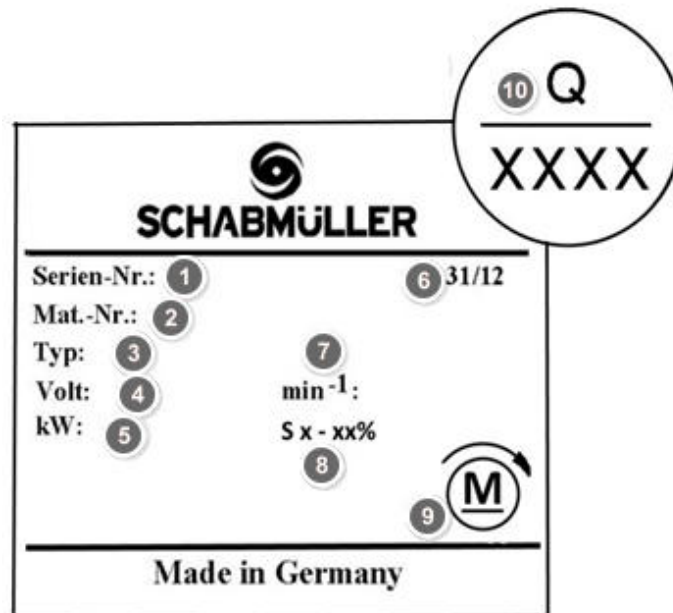 10 Q
XXXX
SCHABMÜLLER
Serien-Nr.: 1 6 31/12
Mat.-Nr.: 2
Typ: 3 7
Volt: 4 min-1:
kW: 5 S x - xx%
8
9 M
Made in Germany